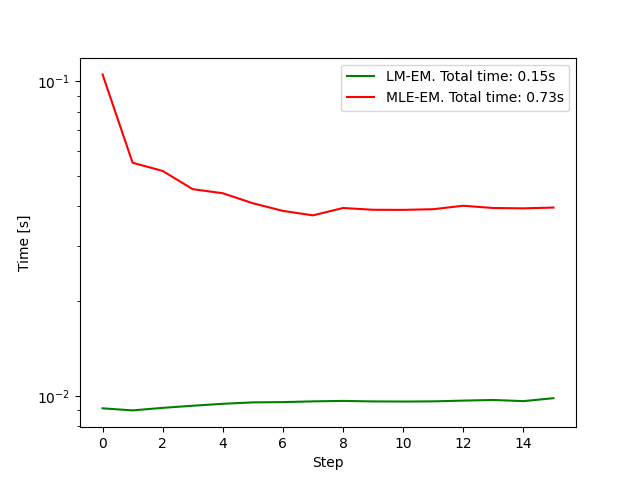 LM-EM. Total time: 0.15s
MLE-EM. Total time: 0.73s
10⁻¹
10⁻²
Time [s]
0 2 4 6 8 10 12 14
Step